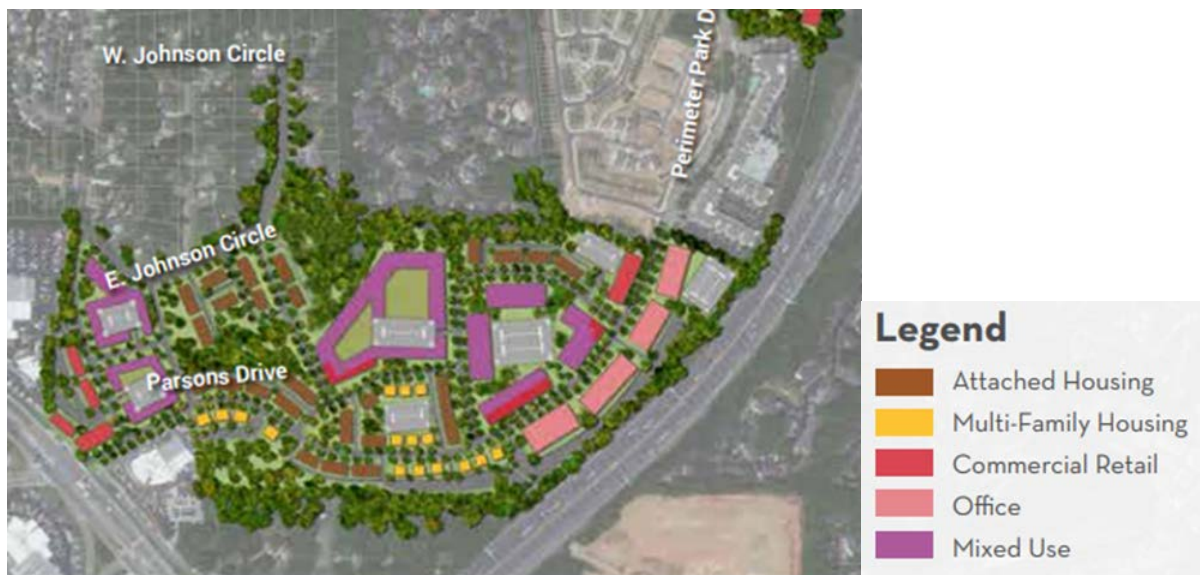 W. Johnson Circle
Perimeter Park D
E. Johnson Circle
Parsons Drive
Legend
Attached Housing
Multi-Family Housing
Commercial Retail
Office
Mixed Use